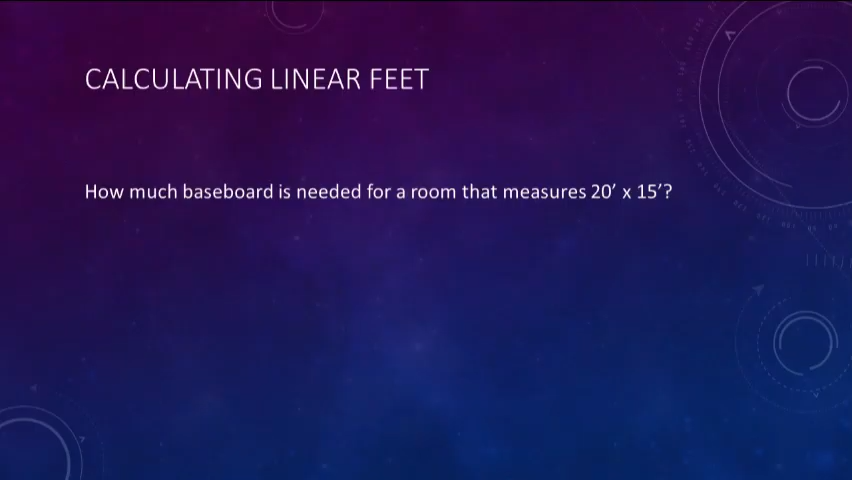 CALCULATING LINEAR FEET
How much baseboard is needed for a room that measures 20’ x 15’?